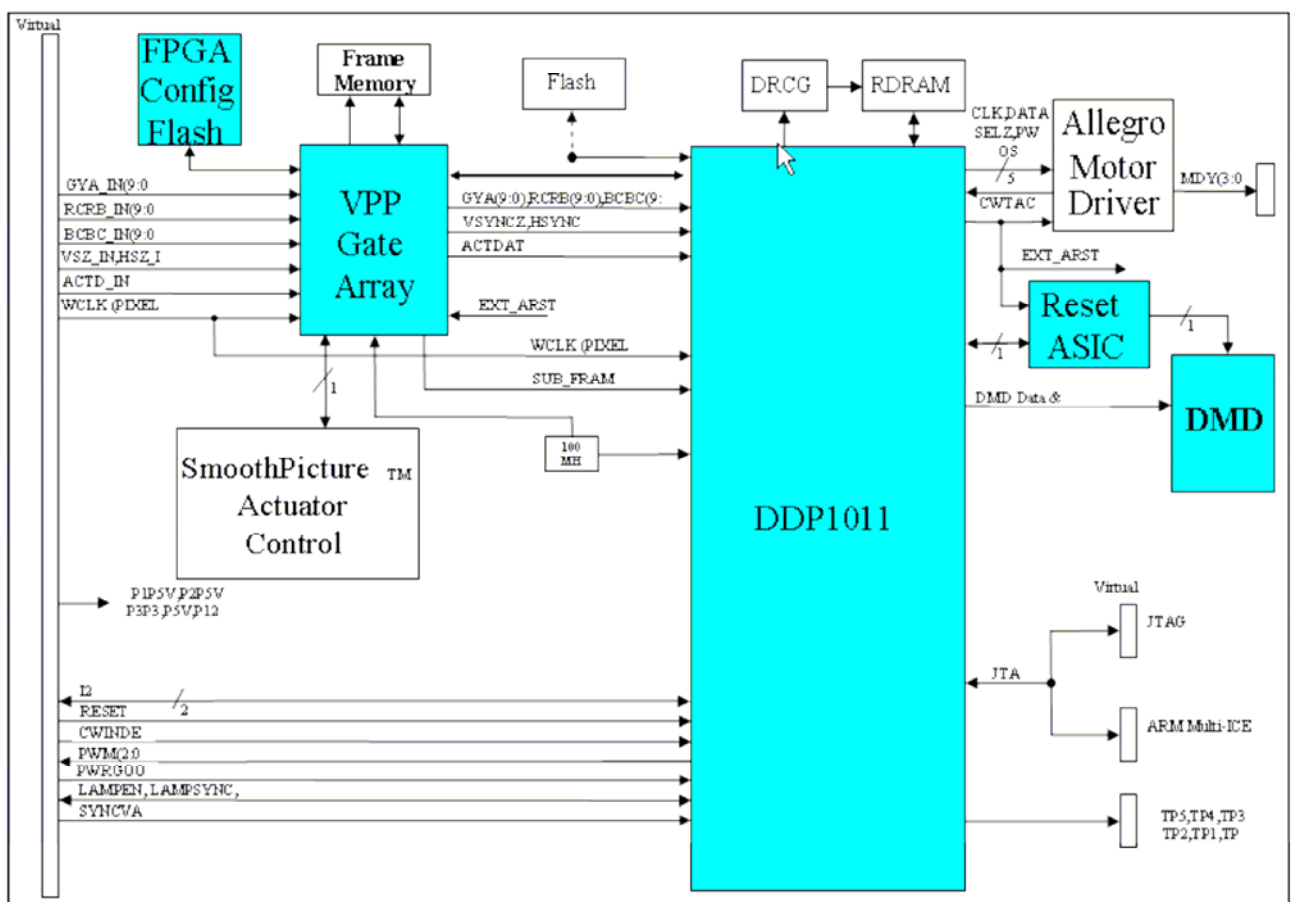 Virtual
FPGA
Config
Flash
Frame
Memory
Flash
DRCG
RDRAM
CLK,DATA
SELZ,PW
OS
5
Allegro
Motor
Driver
MDY(3:0
CWTAC
EXT_ARST
GYA_IN(9:0
RCRB_IN(9:0
BCBC_IN(9:0
VSZ_IN,HSZ_I
ACTD_IN
WCLK (PIXEL
VPP
Gate
Array
GYA(9:0),RCRB(9:0),BCBC(9:
VSYNCZ,HSYNC
ACTDAT
EXT_ARST
WCLK (PIXEL
SUB_FRAM
1
100
MH
Reset
ASIC
1
1
DMD Data &
DMD
SmoothPicture TM
Actuator
Control
DDP1011
P1P5V,P2P5V
P3P3,P5V,P12
Virtual
JTAG
JTA
ARM Multi-ICE
I2
2
RESET
CWINDE
PWM(2:0
PWRGOO
LAMPEN, LAMPSYNC,
SYNCVA
TP5,TP4,TP3
TP2,TP1,TP